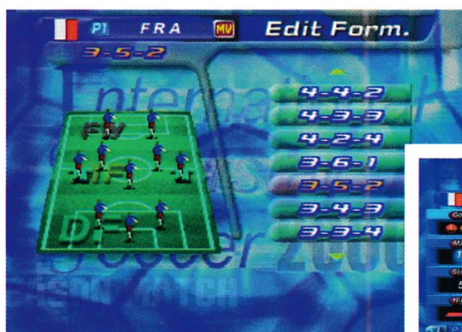 P1 FRA MV Edit Form.
3-5-2
International
FW
MF
DF
Soccer 2000
4-4-2
4-3-3
4-2-4
3-6-1
3-5-2
3-4-3
3-3-4